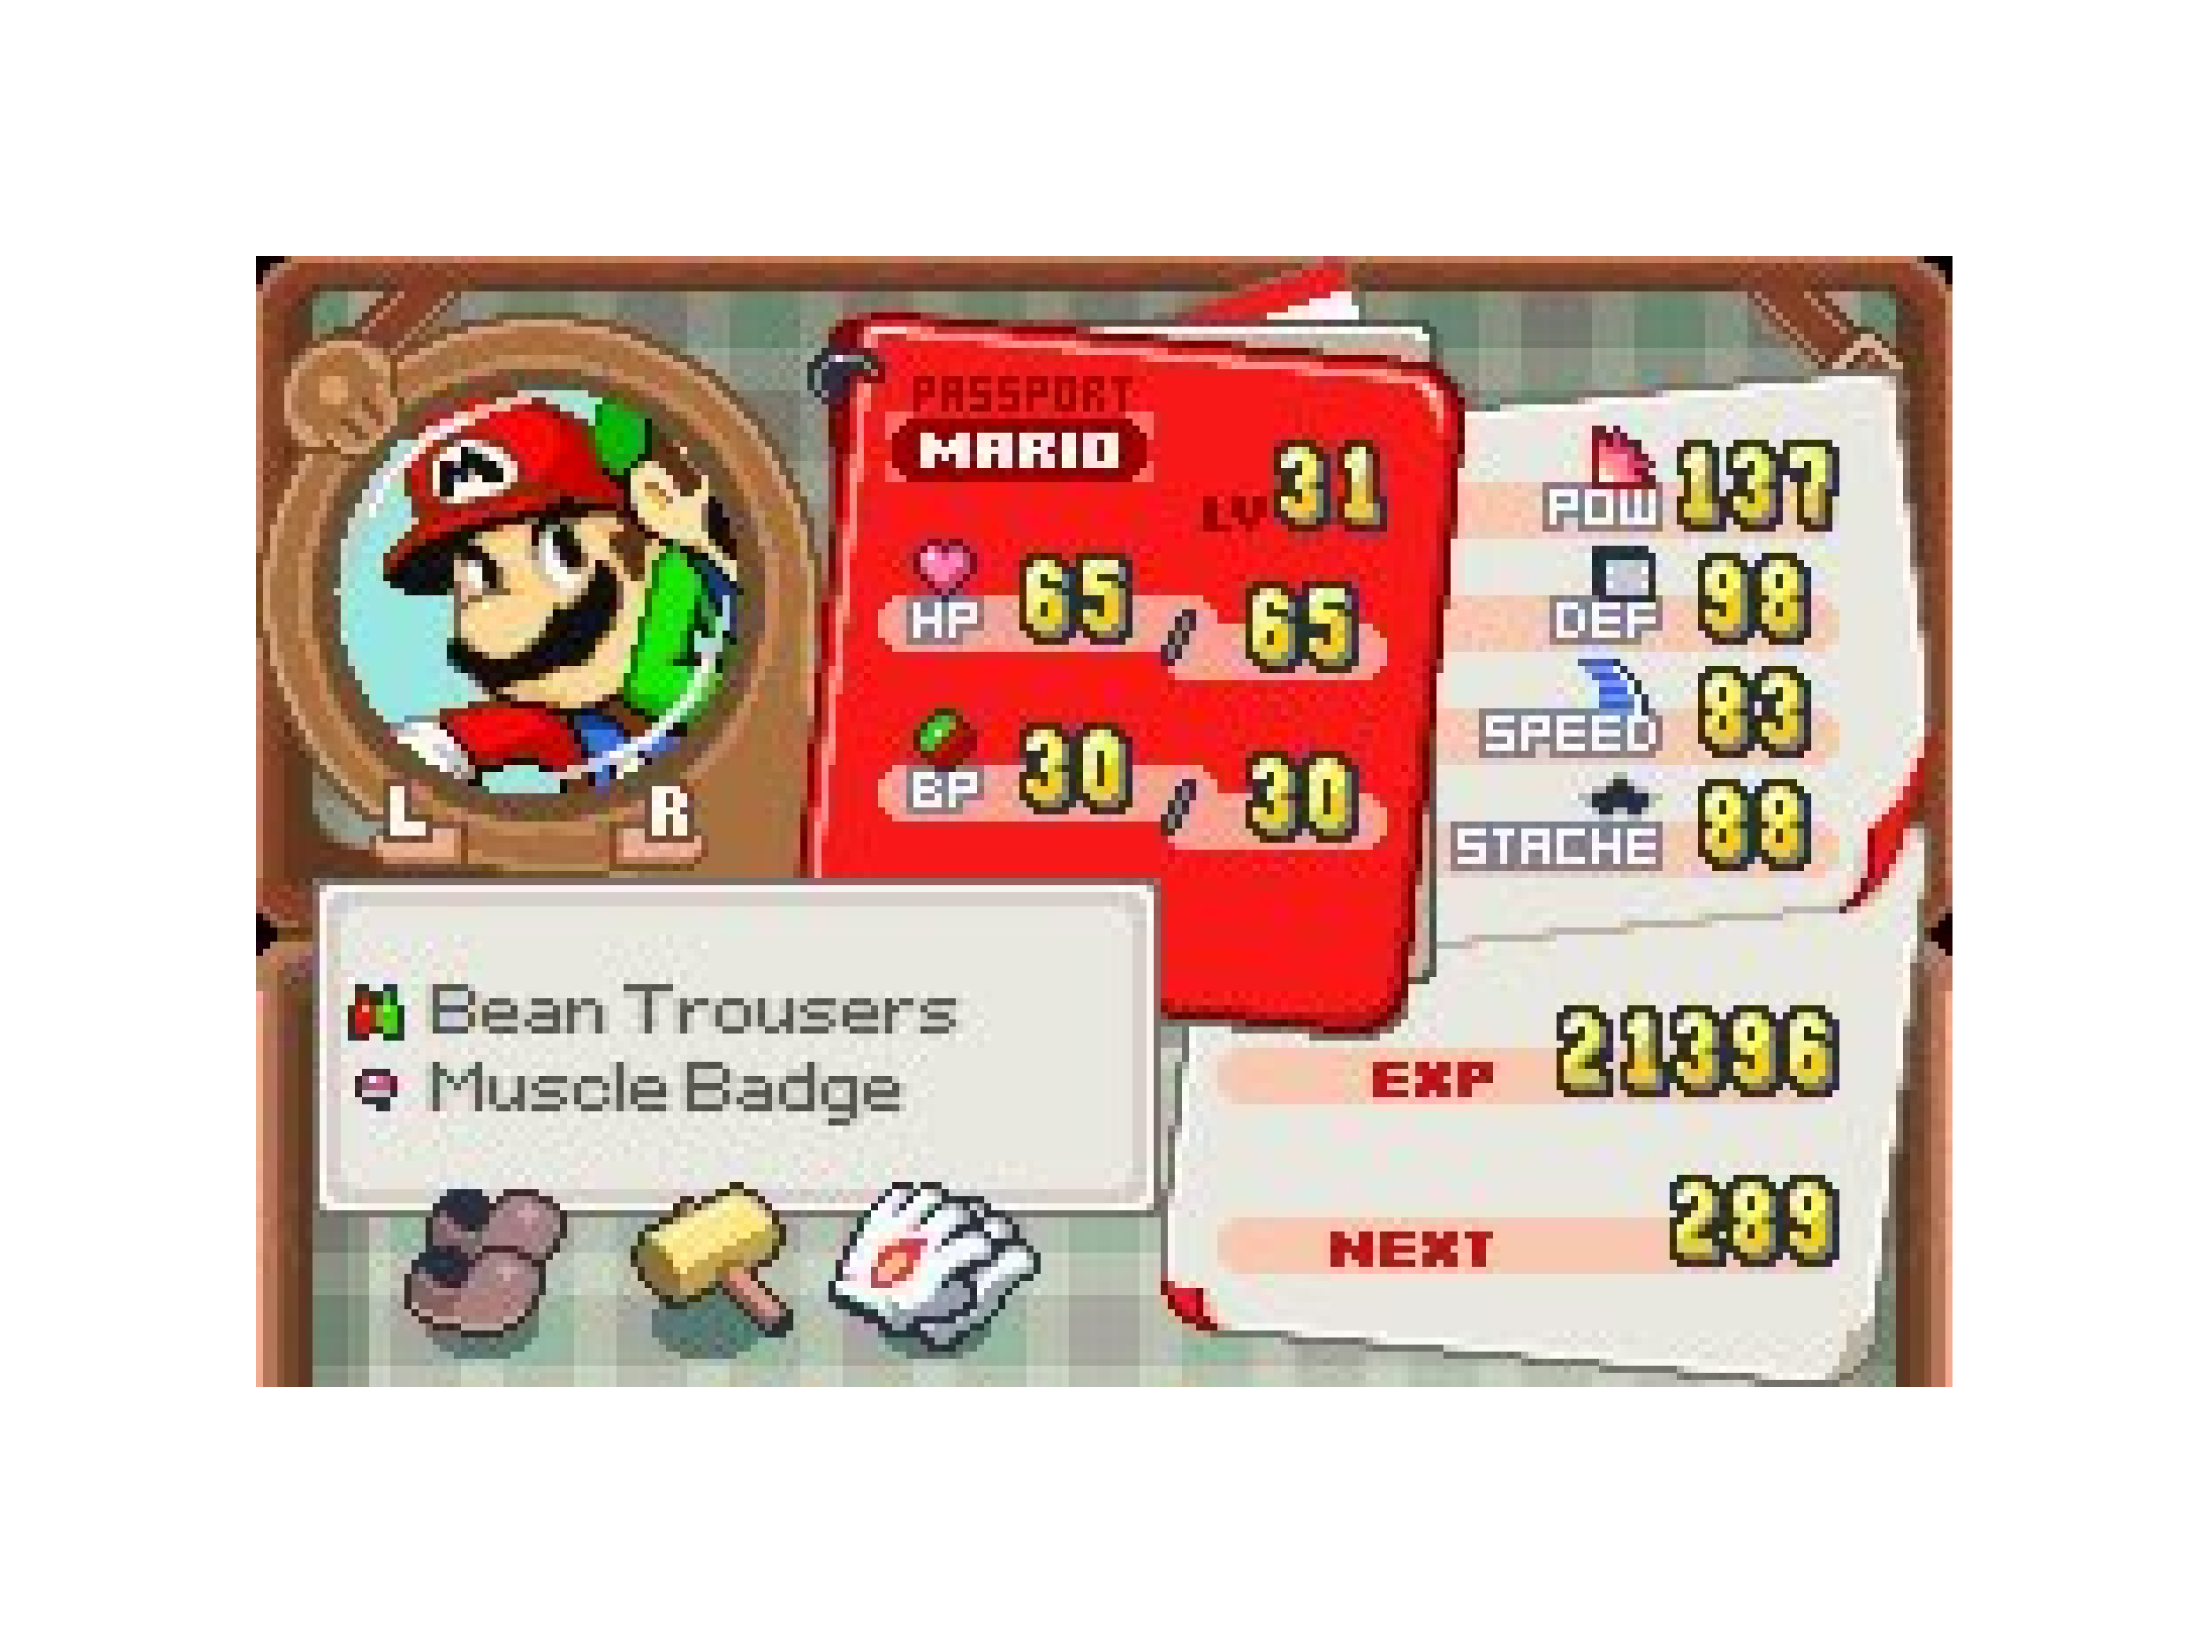 M
L R
PASSPORT
MARIO
LV 31
HP 65 / 65
BP 30 / 30
POW 137
DEF 98
SPEED 83
STACHE 88
Bean Trousers
Muscle Badge
EXP 21396
NEXT 289